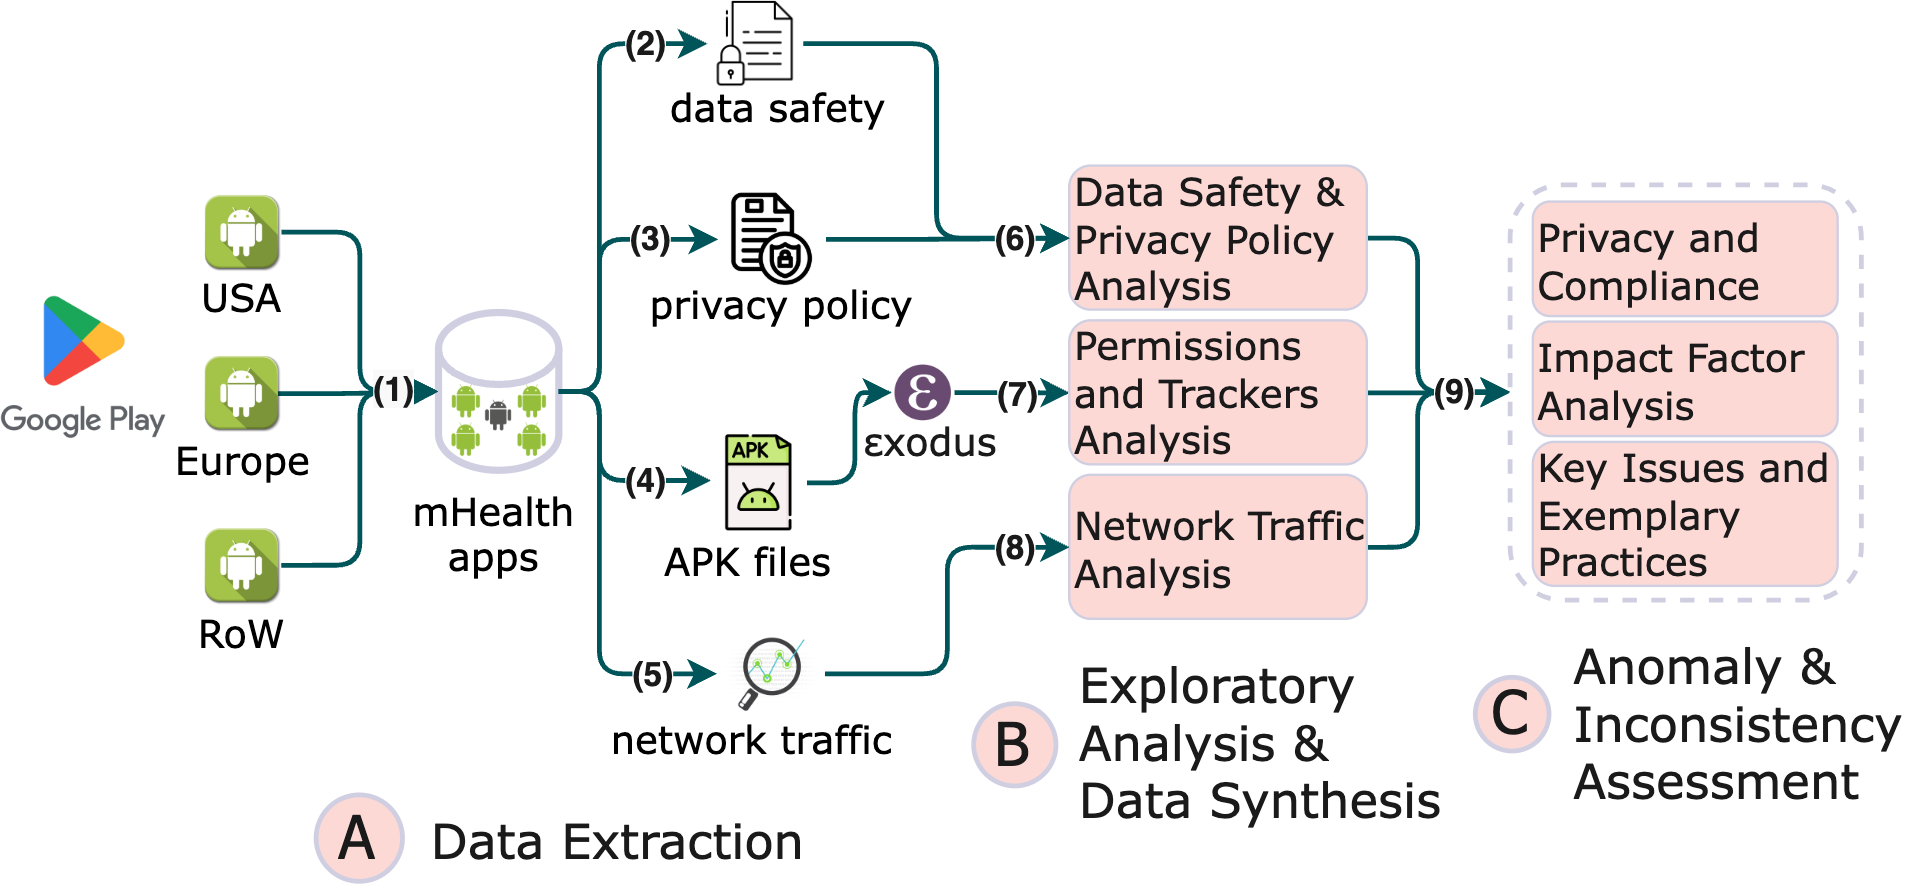 Google Play
USA
Europe
RoW
(1)
mHealth
apps
(2)
data safety
(3)
privacy policy
(4)
APK
APK files
εxodus
(5)
network traffic
(6)
Data Safety &
Privacy Policy
Analysis
(7)
Permissions
and Trackers
Analysis
(8)
Network Traffic
Analysis
(9)
Privacy and
Compliance
Impact Factor
Analysis
Key Issues and
Exemplary
Practices
A
Data Extraction
B
Exploratory
Analysis &
Data Synthesis
C
Anomaly &
Inconsistency
Assessment